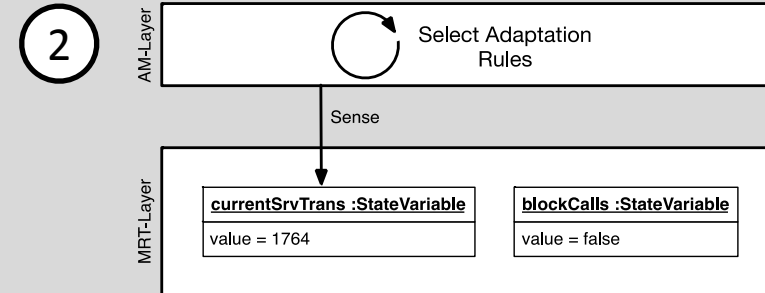 2
AM-Layer
Select Adaptation
Rules
Sense
MRT-Layer
currentSrvTrans :StateVariable
value = 1764
blockCalls :StateVariable
value = false